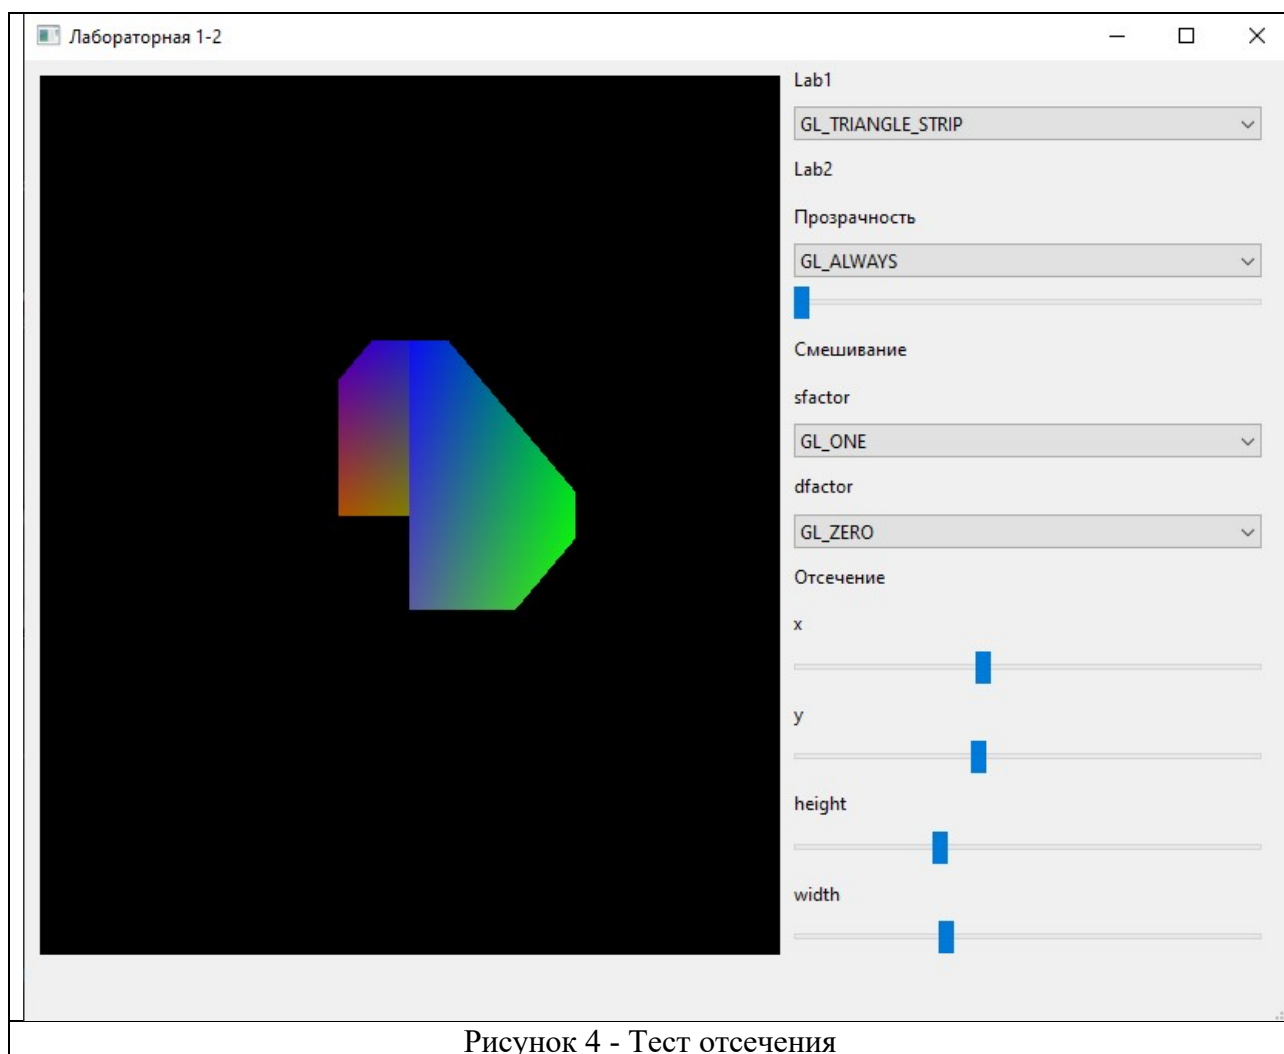 Лабораторная 1-2
Lab1
GL_TRIANGLE_STRIP
Lab2
Прозрачность
GL_ALWAYS
Смешивание
sfactor
GL_ONE
dfactor
GL_ZERO
Отсечение
x
y
height
width
Рисунок 4 - Тест отсечения